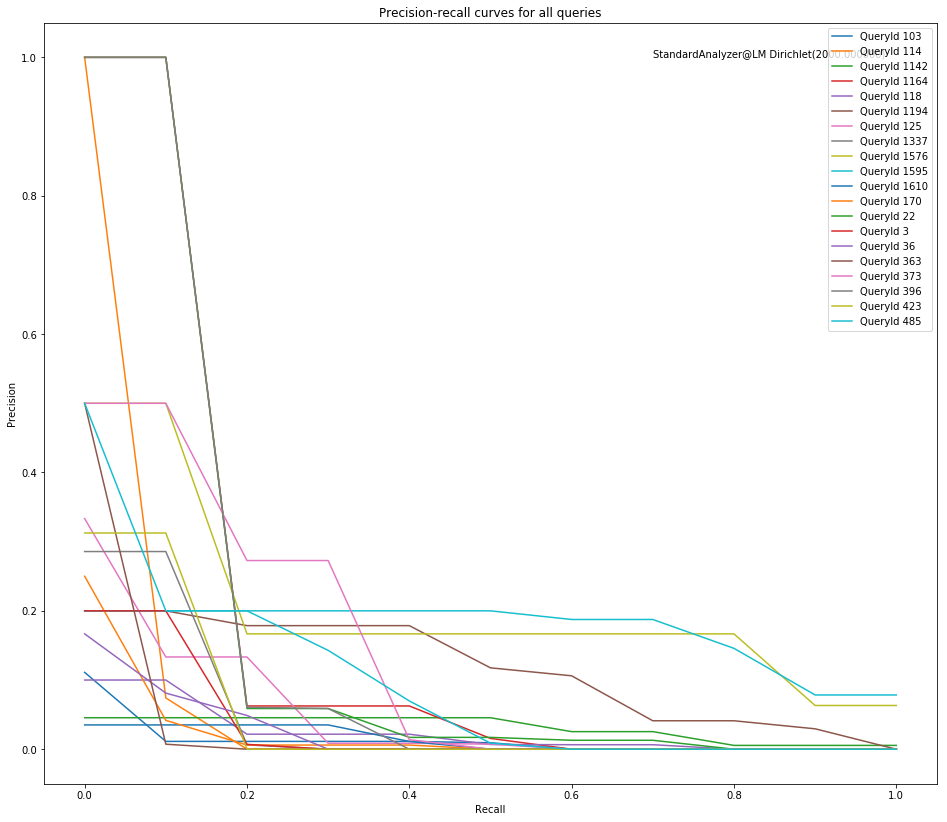 Precision-recall curves for all queries
StandardAnalyzer@LM Dirichlet(2000.000000)
QueryId 103
QueryId 114
QueryId 1142
QueryId 1164
QueryId 118
QueryId 1194
QueryId 125
QueryId 1337
QueryId 1576
QueryId 1595
QueryId 1610
QueryId 170
QueryId 22
QueryId 3
QueryId 36
QueryId 363
QueryId 373
QueryId 396
QueryId 423
QueryId 485
Precision
1.0
0.8
0.6
0.4
0.2
0.0
0.0 0.2 0.4 0.6 0.8 1.0
Recall